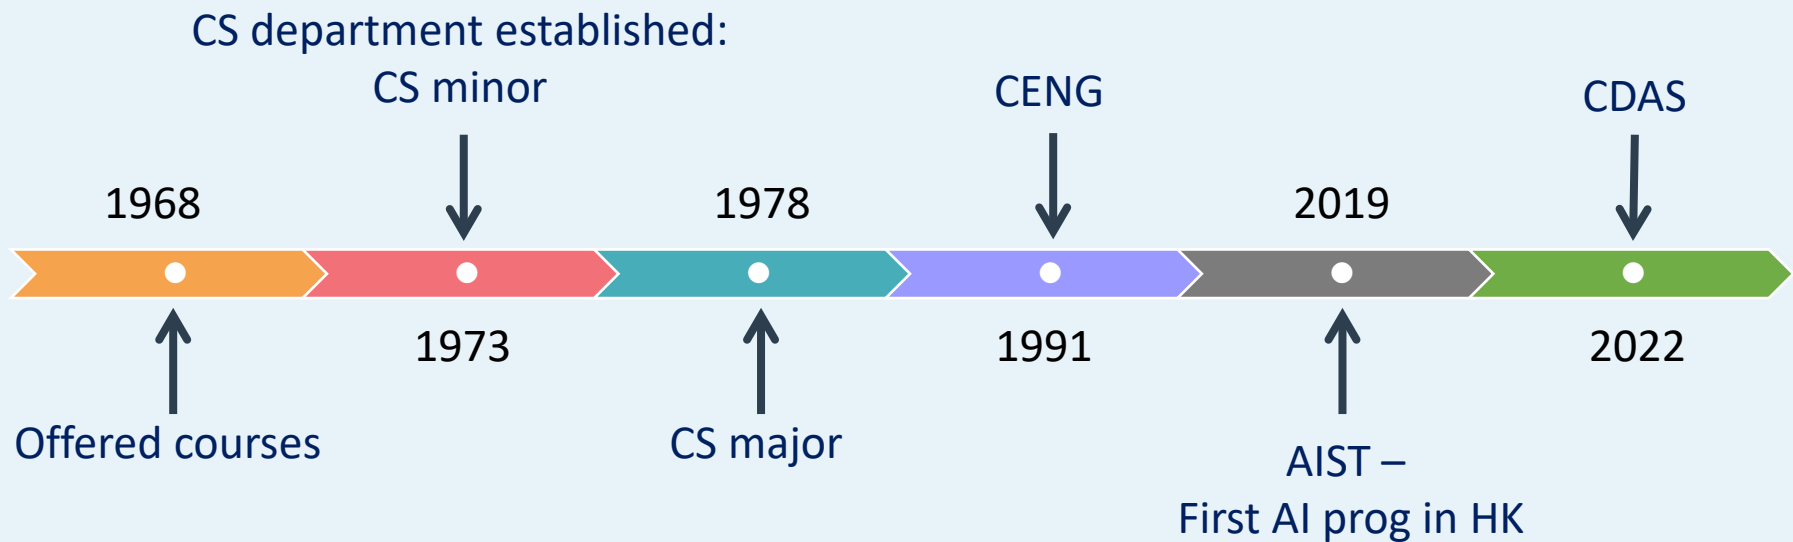 CS department established:
CS minor
CENG
CDAS
1968
1978
2019
1973
1991
2022
Offered courses
CS major
AIST –
First AI prog in HK